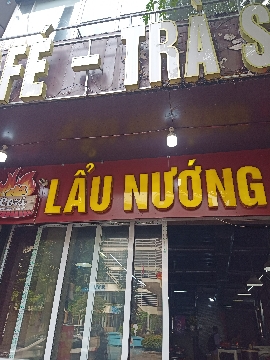 FÉ - TRÀ S
LẨU NƯỚNG